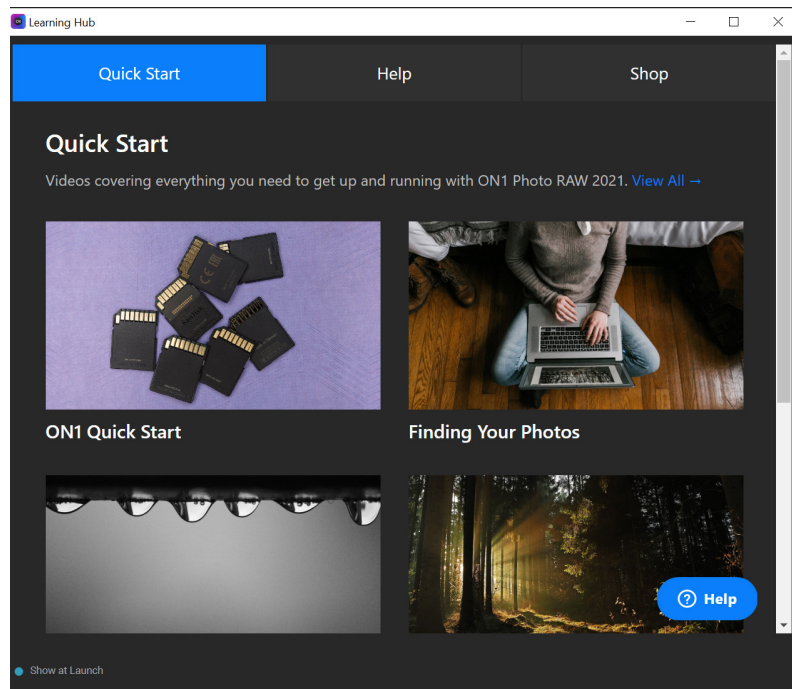 Learning Hub
Quick Start
Help
Shop
Quick Start
Videos covering everything you need to get up and running with ON1 Photo RAW 2021. View All →
ON1 Quick Start
Finding Your Photos
Help
Show at Launch